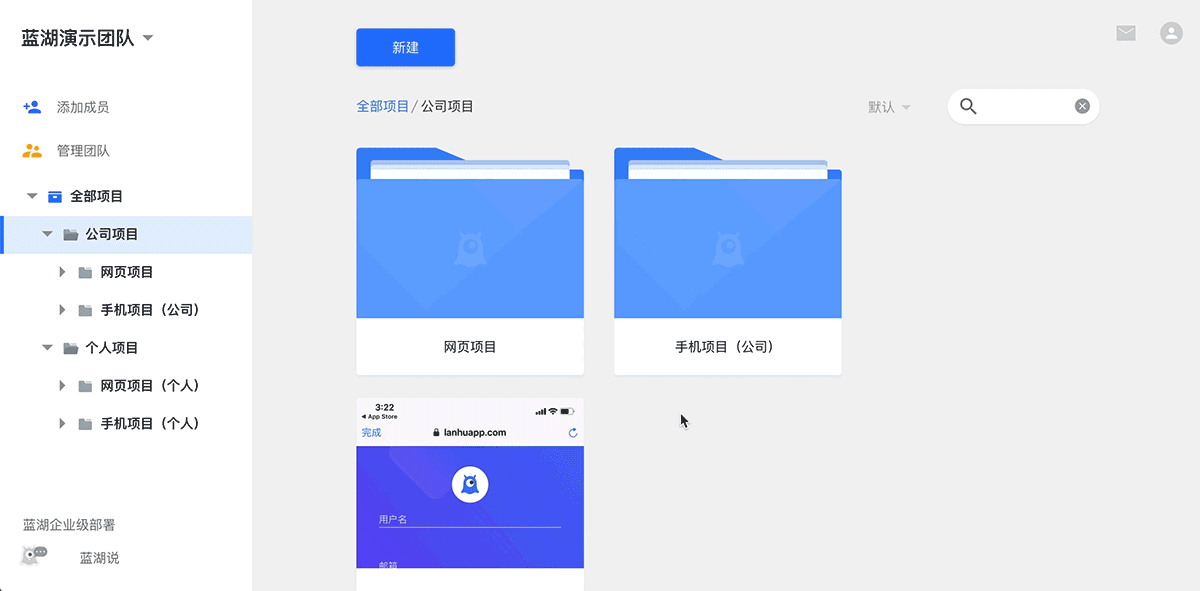 蓝湖演示团队
添加成员
管理团队
全部项目
公司项目
网页项目
手机项目（公司）
个人项目
网页项目（个人）
手机项目（个人）
蓝湖企业级部署
蓝湖说
新建
全部项目 / 公司项目
默认
网页项目
手机项目（公司）
3:22
App Store
完成
lanhuapp.com
用户名
邮箱